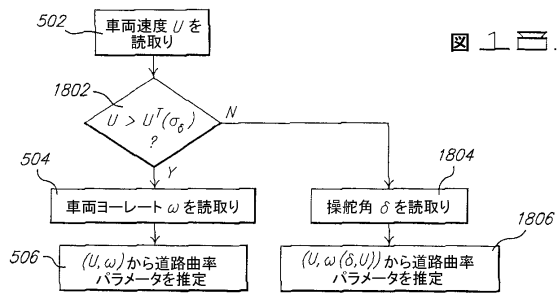 502
車両速度 U を
読取り
図 1 8.
1802
U > Uᵀ(σδ)
?
N
Y
504
車両ヨーレート ω を読取り
1804
操舵角 δ を読取り
506
(U,ω)から道路曲率
パラメータを推定
1806
(U,ω(δ,U))から道路曲率
パラメータを推定